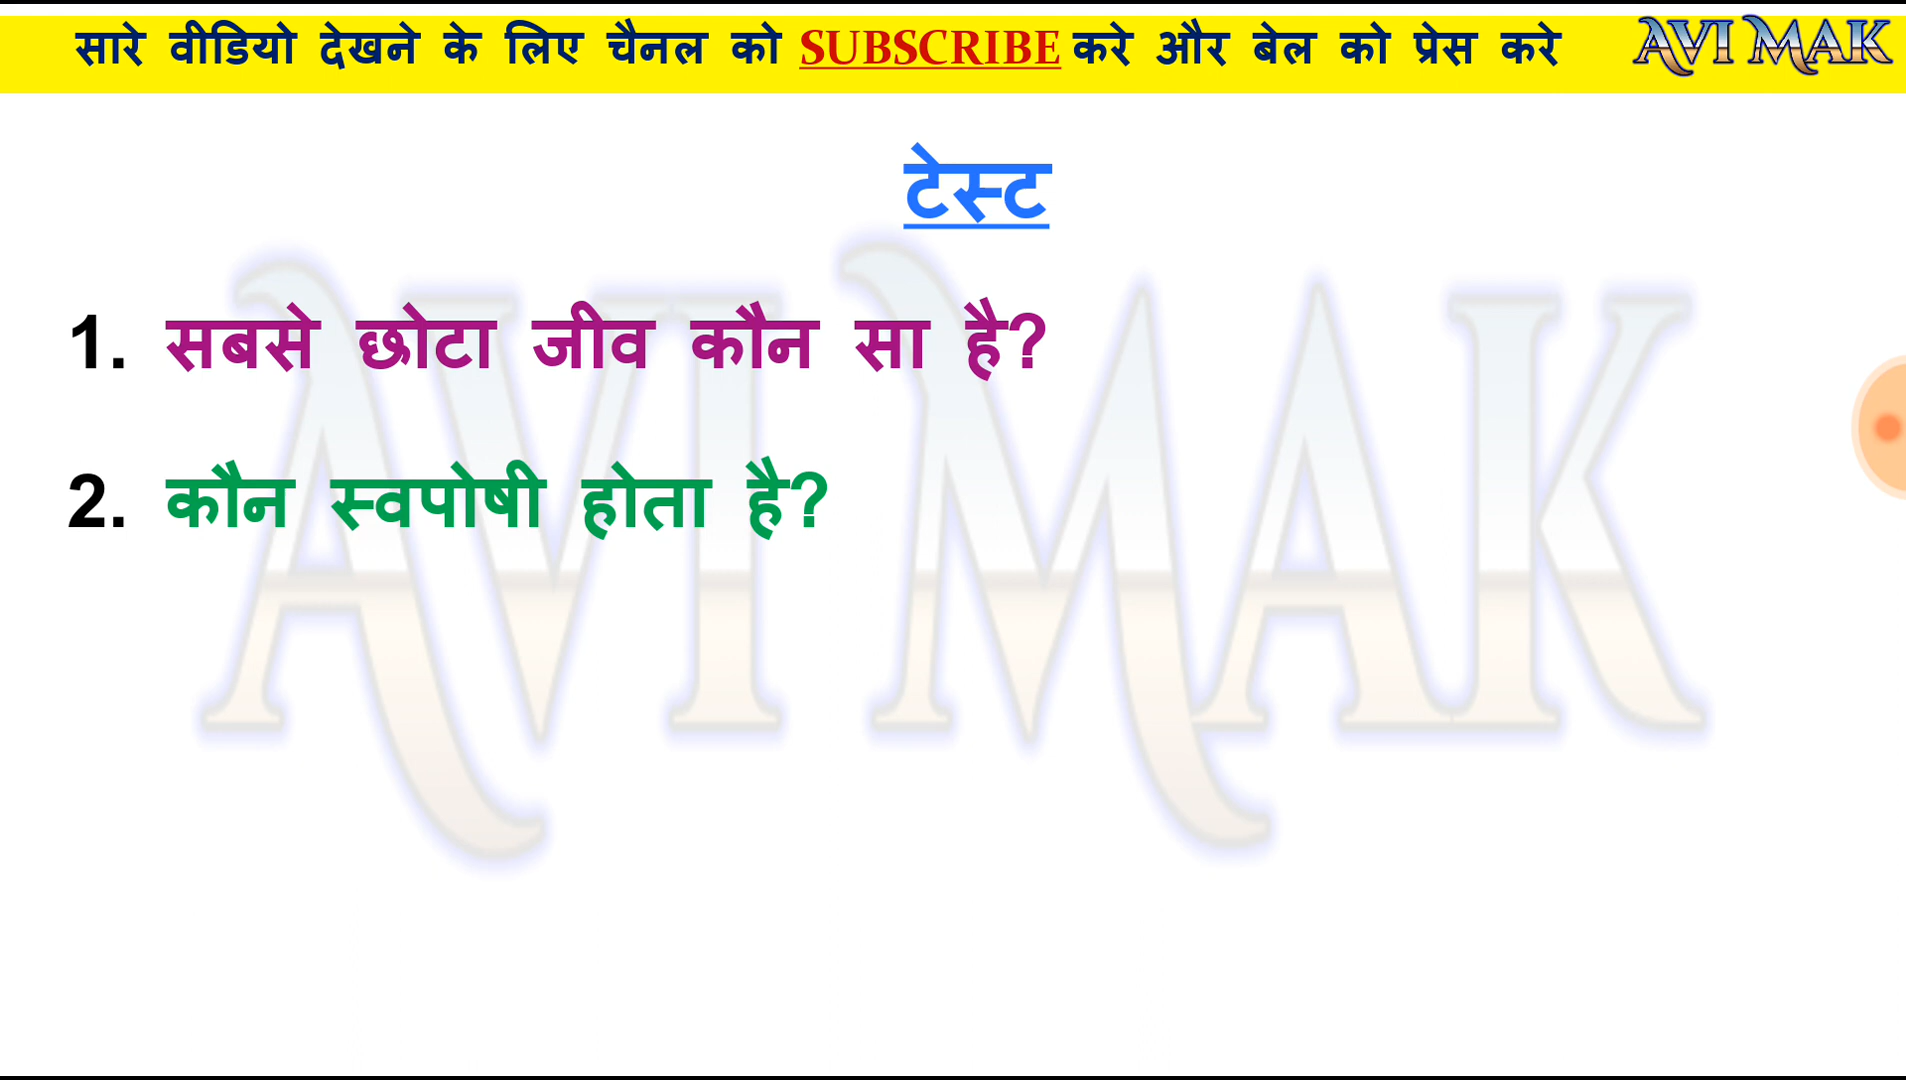 सारे वीडियो देखने के लिए चैनल को SUBSCRIBE करे और बेल को प्रेस करे AVI MAK
टेस्ट
1. सबसे छोटा जीव कौन सा है?
2. कौन स्वपोषी होता है?
AVI MAK